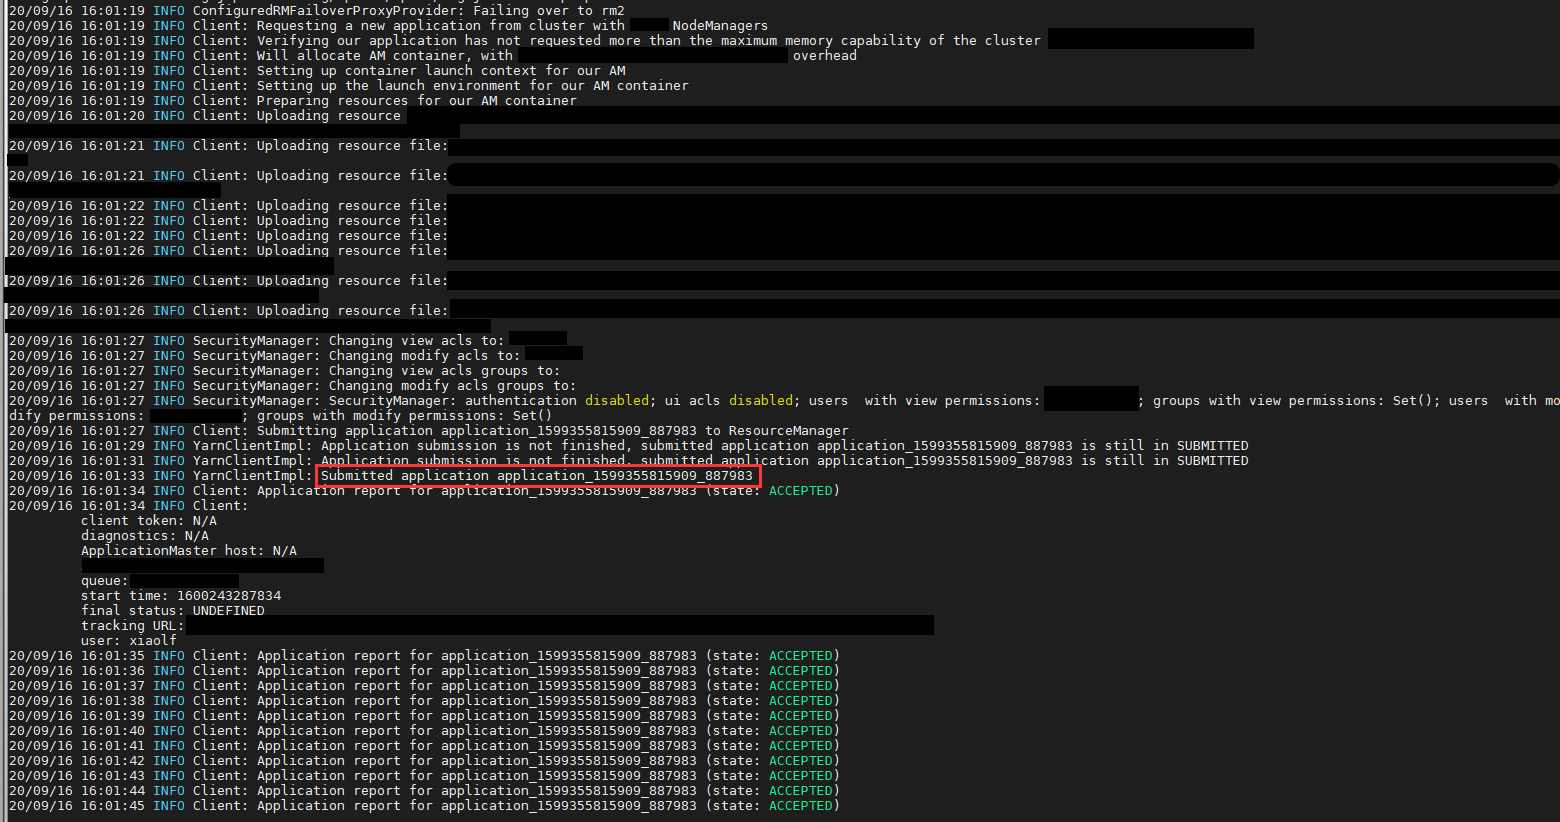 20/09/16 16:01:19 INFO ConfiguredRMFailoverProxyProvider: Failing over to rm2
20/09/16 16:01:19 INFO Client: Requesting a new application from cluster with NodeManagers
20/09/16 16:01:19 INFO Client: Verifying our application has not requested more than the maximum memory capability of the cluster
20/09/16 16:01:19 INFO Client: Will allocate AM container, with overhead
20/09/16 16:01:19 INFO Client: Setting up container launch context for our AM
20/09/16 16:01:19 INFO Client: Setting up the launch environment for our AM container
20/09/16 16:01:19 INFO Client: Preparing resources for our AM container
20/09/16 16:01:20 INFO Client: Uploading resource
20/09/16 16:01:21 INFO Client: Uploading resource file:
20/09/16 16:01:21 INFO Client: Uploading resource file:
20/09/16 16:01:22 INFO Client: Uploading resource file:
20/09/16 16:01:22 INFO Client: Uploading resource file:
20/09/16 16:01:22 INFO Client: Uploading resource file:
20/09/16 16:01:26 INFO Client: Uploading resource file:
20/09/16 16:01:26 INFO Client: Uploading resource file:
20/09/16 16:01:26 INFO Client: Uploading resource file:
20/09/16 16:01:27 INFO SecurityManager: Changing view acls to:
20/09/16 16:01:27 INFO SecurityManager: Changing modify acls to:
20/09/16 16:01:27 INFO SecurityManager: Changing view acls groups to:
20/09/16 16:01:27 INFO SecurityManager: Changing modify acls groups to:
20/09/16 16:01:27 INFO SecurityManager: SecurityManager: authentication disabled; ui acls disabled; users  with view permissions: ; groups with view permissions: Set(); users  with mo
dify permissions: ; groups with modify permissions: Set()
20/09/16 16:01:27 INFO Client: Submitting application application_1599355815909_887983 to ResourceManager
20/09/16 16:01:29 INFO YarnClientImpl: Application submission is not finished, submitted application application_1599355815909_887983 is still in SUBMITTED
20/09/16 16:01:31 INFO YarnClientImpl: Application submission is not finished, submitted application application_1599355815909_887983 is still in SUBMITTED
20/09/16 16:01:33 INFO YarnClientImpl: Submitted application application_1599355815909_887983
20/09/16 16:01:34 INFO Client: Application report for application_1599355815909_887983 (state: ACCEPTED)
20/09/16 16:01:34 INFO Client:
client token: N/A
diagnostics: N/A
ApplicationMaster host: N/A
queue:
start time: 1600243287834
final status: UNDEFINED
tracking URL:
user: xiaolf
20/09/16 16:01:35 INFO Client: Application report for application_1599355815909_887983 (state: ACCEPTED)
20/09/16 16:01:36 INFO Client: Application report for application_1599355815909_887983 (state: ACCEPTED)
20/09/16 16:01:37 INFO Client: Application report for application_1599355815909_887983 (state: ACCEPTED)
20/09/16 16:01:38 INFO Client: Application report for application_1599355815909_887983 (state: ACCEPTED)
20/09/16 16:01:39 INFO Client: Application report for application_1599355815909_887983 (state: ACCEPTED)
20/09/16 16:01:40 INFO Client: Application report for application_1599355815909_887983 (state: ACCEPTED)
20/09/16 16:01:41 INFO Client: Application report for application_1599355815909_887983 (state: ACCEPTED)
20/09/16 16:01:42 INFO Client: Application report for application_1599355815909_887983 (state: ACCEPTED)
20/09/16 16:01:43 INFO Client: Application report for application_1599355815909_887983 (state: ACCEPTED)
20/09/16 16:01:44 INFO Client: Application report for application_1599355815909_887983 (state: ACCEPTED)
20/09/16 16:01:45 INFO Client: Application report for application_1599355815909_887983 (state: ACCEPTED)